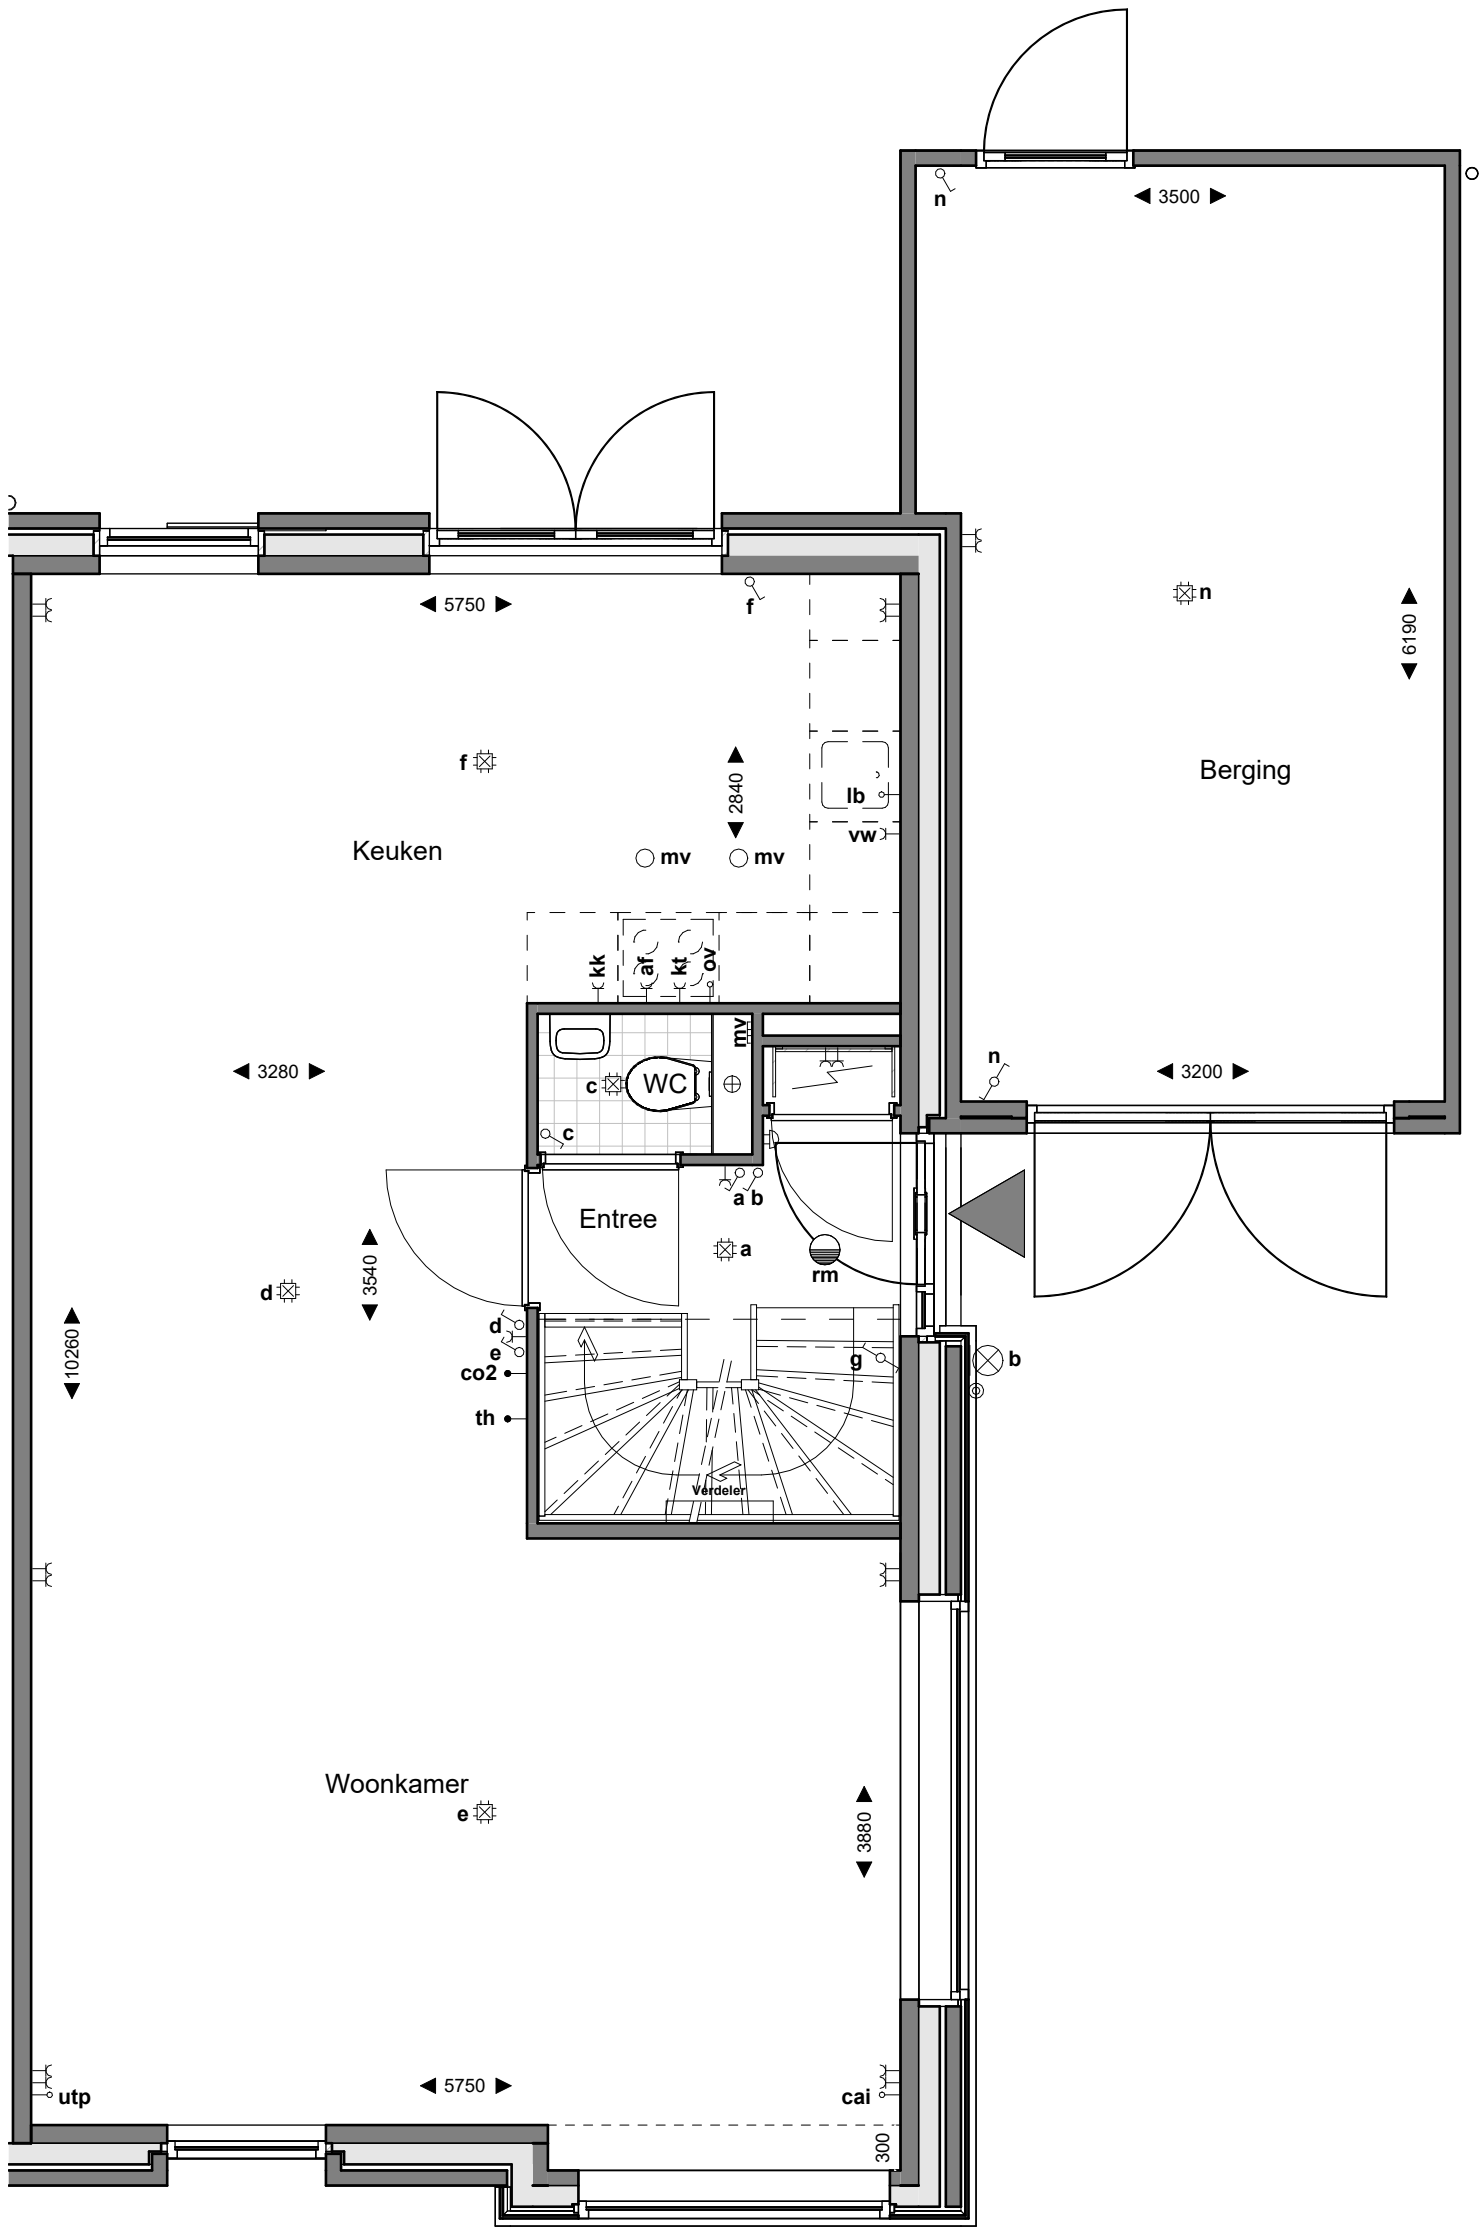 n
3500
5750
f
n
6190
f
2840
Berging
lb
vw
Keuken
mv
mv
kk
af
kt
ov
mv
n
3280
3200
c
WC
c
a b
Entree
a
3540
rm
d
d
10260
e
g
b
co2
th
Verdeler
Woonkamer
e
3880
utp
5750
cai
300